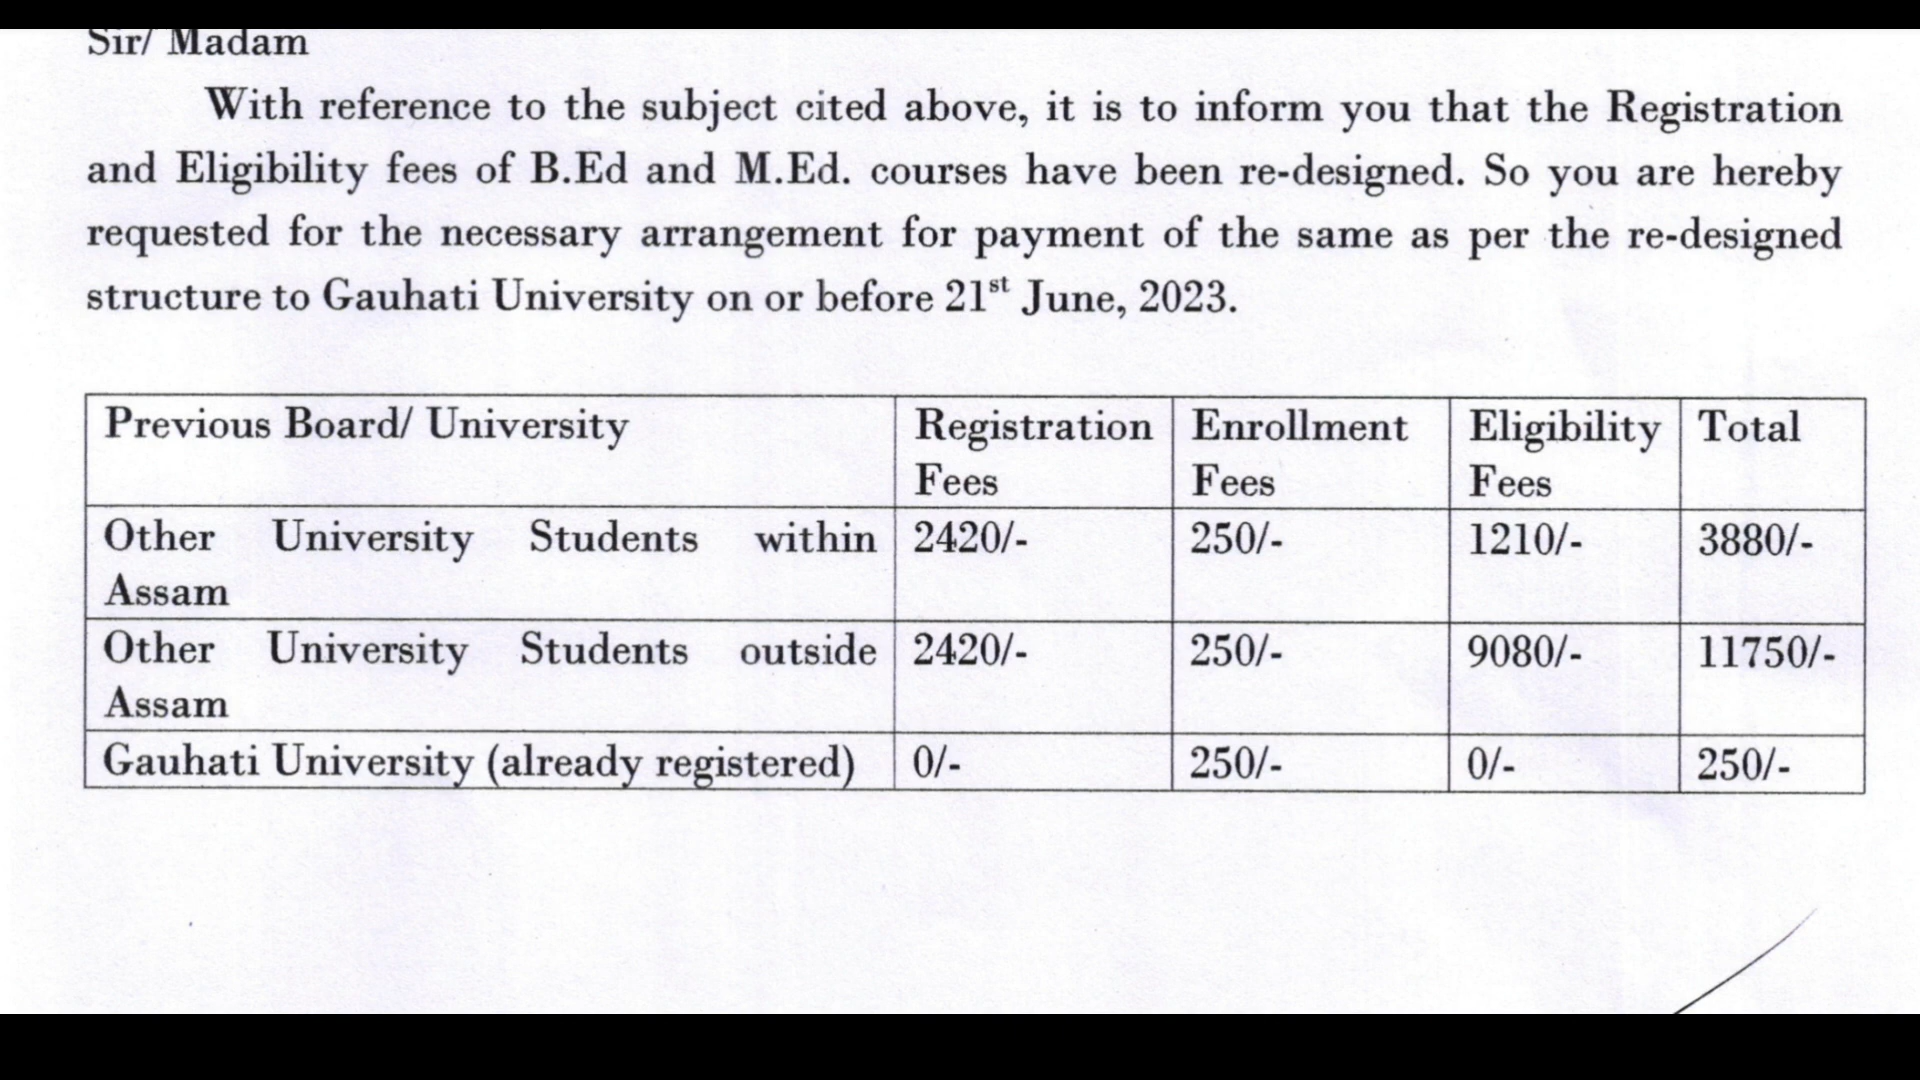 Sir/ Madam
With reference to the subject cited above, it is to inform you that the Registration
and Eligibility fees of B.Ed and M.Ed. courses have been re-designed. So you are hereby
requested for the necessary arrangement for payment of the same as per the re-designed
structure to Gauhati University on or before 21st June, 2023.
Previous Board/ University Registration Fees Enrollment Fees Eligibility Fees Total
Other University Students within Assam 2420/- 250/- 1210/- 3880/-
Other University Students outside Assam 2420/- 250/- 9080/- 11750/-
Gauhati University (already registered) 0/- 250/- 0/- 250/-